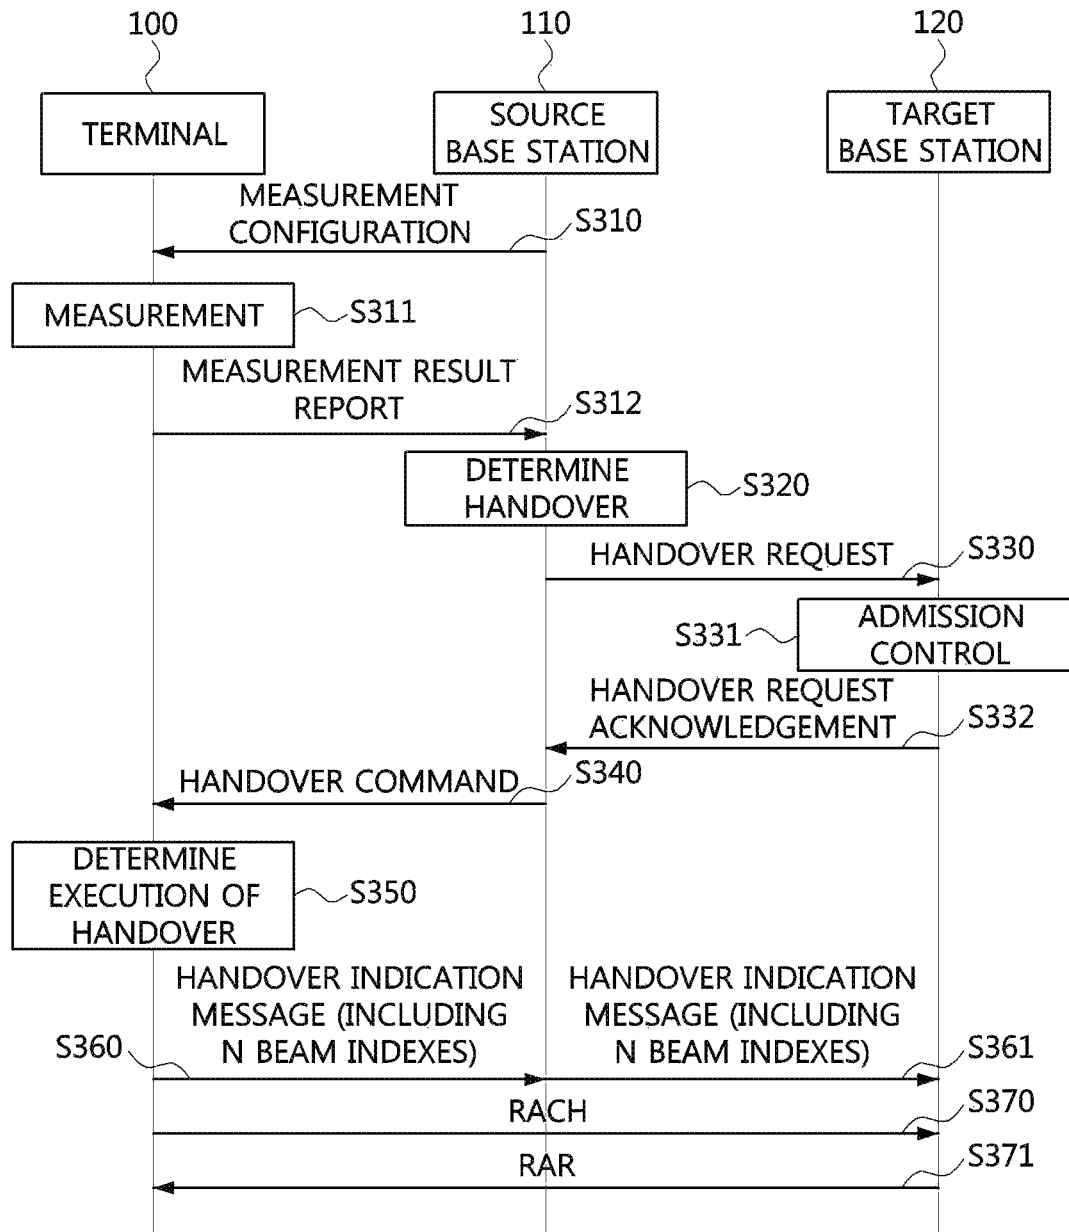 100
110
120
TERMINAL
SOURCE
BASE STATION
TARGET
BASE STATION
MEASUREMENT
CONFIGURATION
S310
MEASUREMENT
S311
MEASUREMENT RESULT
REPORT
S312
DETERMINE
HANDOVER
S320
HANDOVER REQUEST
S330
S331
ADMISSION
CONTROL
HANDOVER REQUEST
ACKNOWLEDGEMENT
S332
HANDOVER COMMAND
S340
DETERMINE
EXECUTION OF
HANDOVER
S350
HANDOVER INDICATION
MESSAGE (INCLUDING
N BEAM INDEXES)
S360
HANDOVER INDICATION
MESSAGE (INCLUDING
N BEAM INDEXES)
S361
RACH
S370
RAR
S371